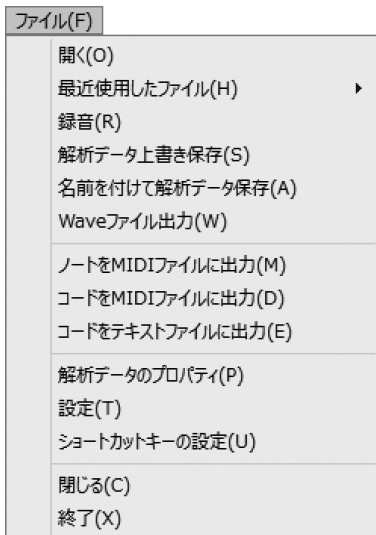 ファイル(F)
開く(O)
最近使用したファイル(H)
録音(R)
解析データ上書き保存(S)
名前を付けて解析データ保存(A)
Waveファイル出力(W)
ノートをMIDIファイルに出力(M)
コードをMIDIファイルに出力(D)
コードをテキストファイルに出力(E)
解析データのプロパティ(P)
設定(T)
ショートカットキーの設定(U)
閉じる(C)
終了(X)